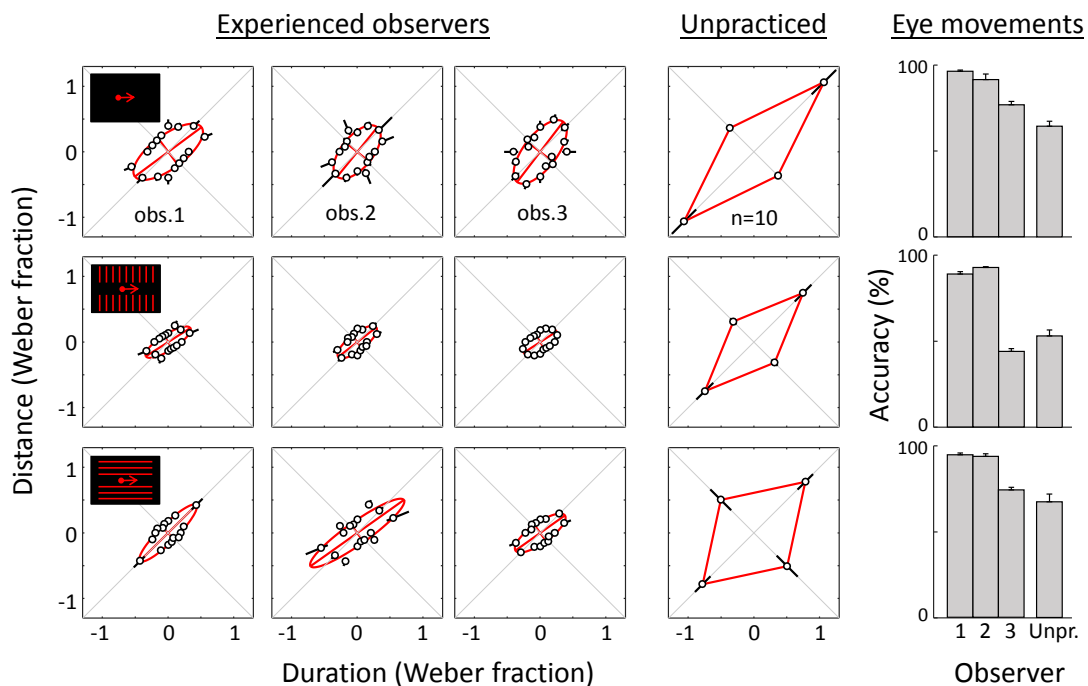 Experienced observers Unpracticed Eye movements
1
0
-1
obs.1
obs.2
obs.3
n=10
100
0
1
0
-1
100
0
1
0
-1
100
0
-1 0 1
-1 0 1
-1 0 1
-1 0 1
1 2 3 Unpr.
Distance (Weber fraction)
Duration (Weber fraction)
Accuracy (%)
Observer